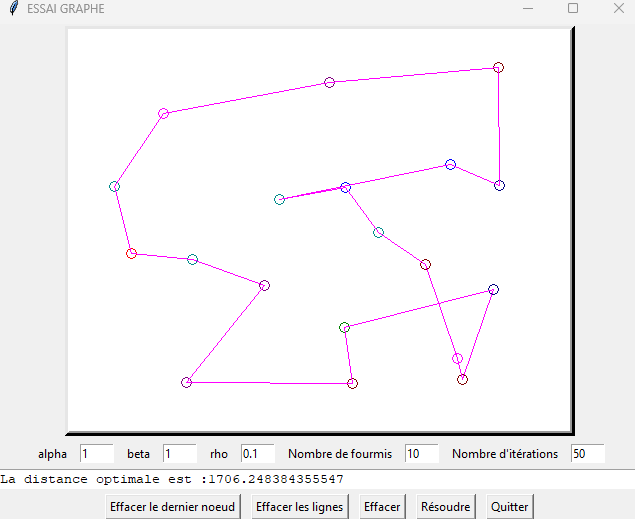 ESSAI GRAPHE
alpha 1 beta 1 rho 0.1 Nombre de fourmis 10 Nombre d'itérations 50
La distance optimale est :1706.248384355547
Effacer le dernier noeud Effacer les lignes Effacer Résoudre Quitter